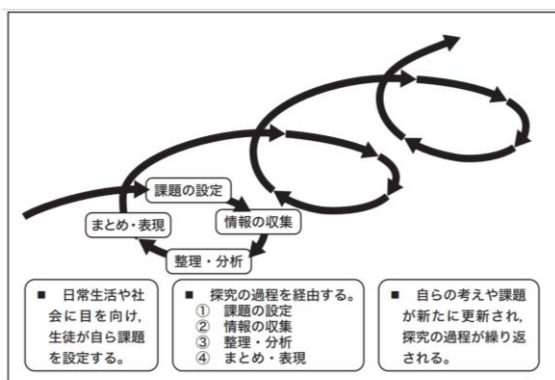 課題の設定
まとめ・表現
情報の収集
整理・分析
■ 日常生活や社
会に目を向け,
生徒が自ら課題
を設定する。
■ 探究の過程を経由する。
① 課題の設定
② 情報の収集
③ 整理・分析
④ まとめ・表現
■ 自らの考えや課題
が新たに更新され,
探究の過程が繰り返
される。